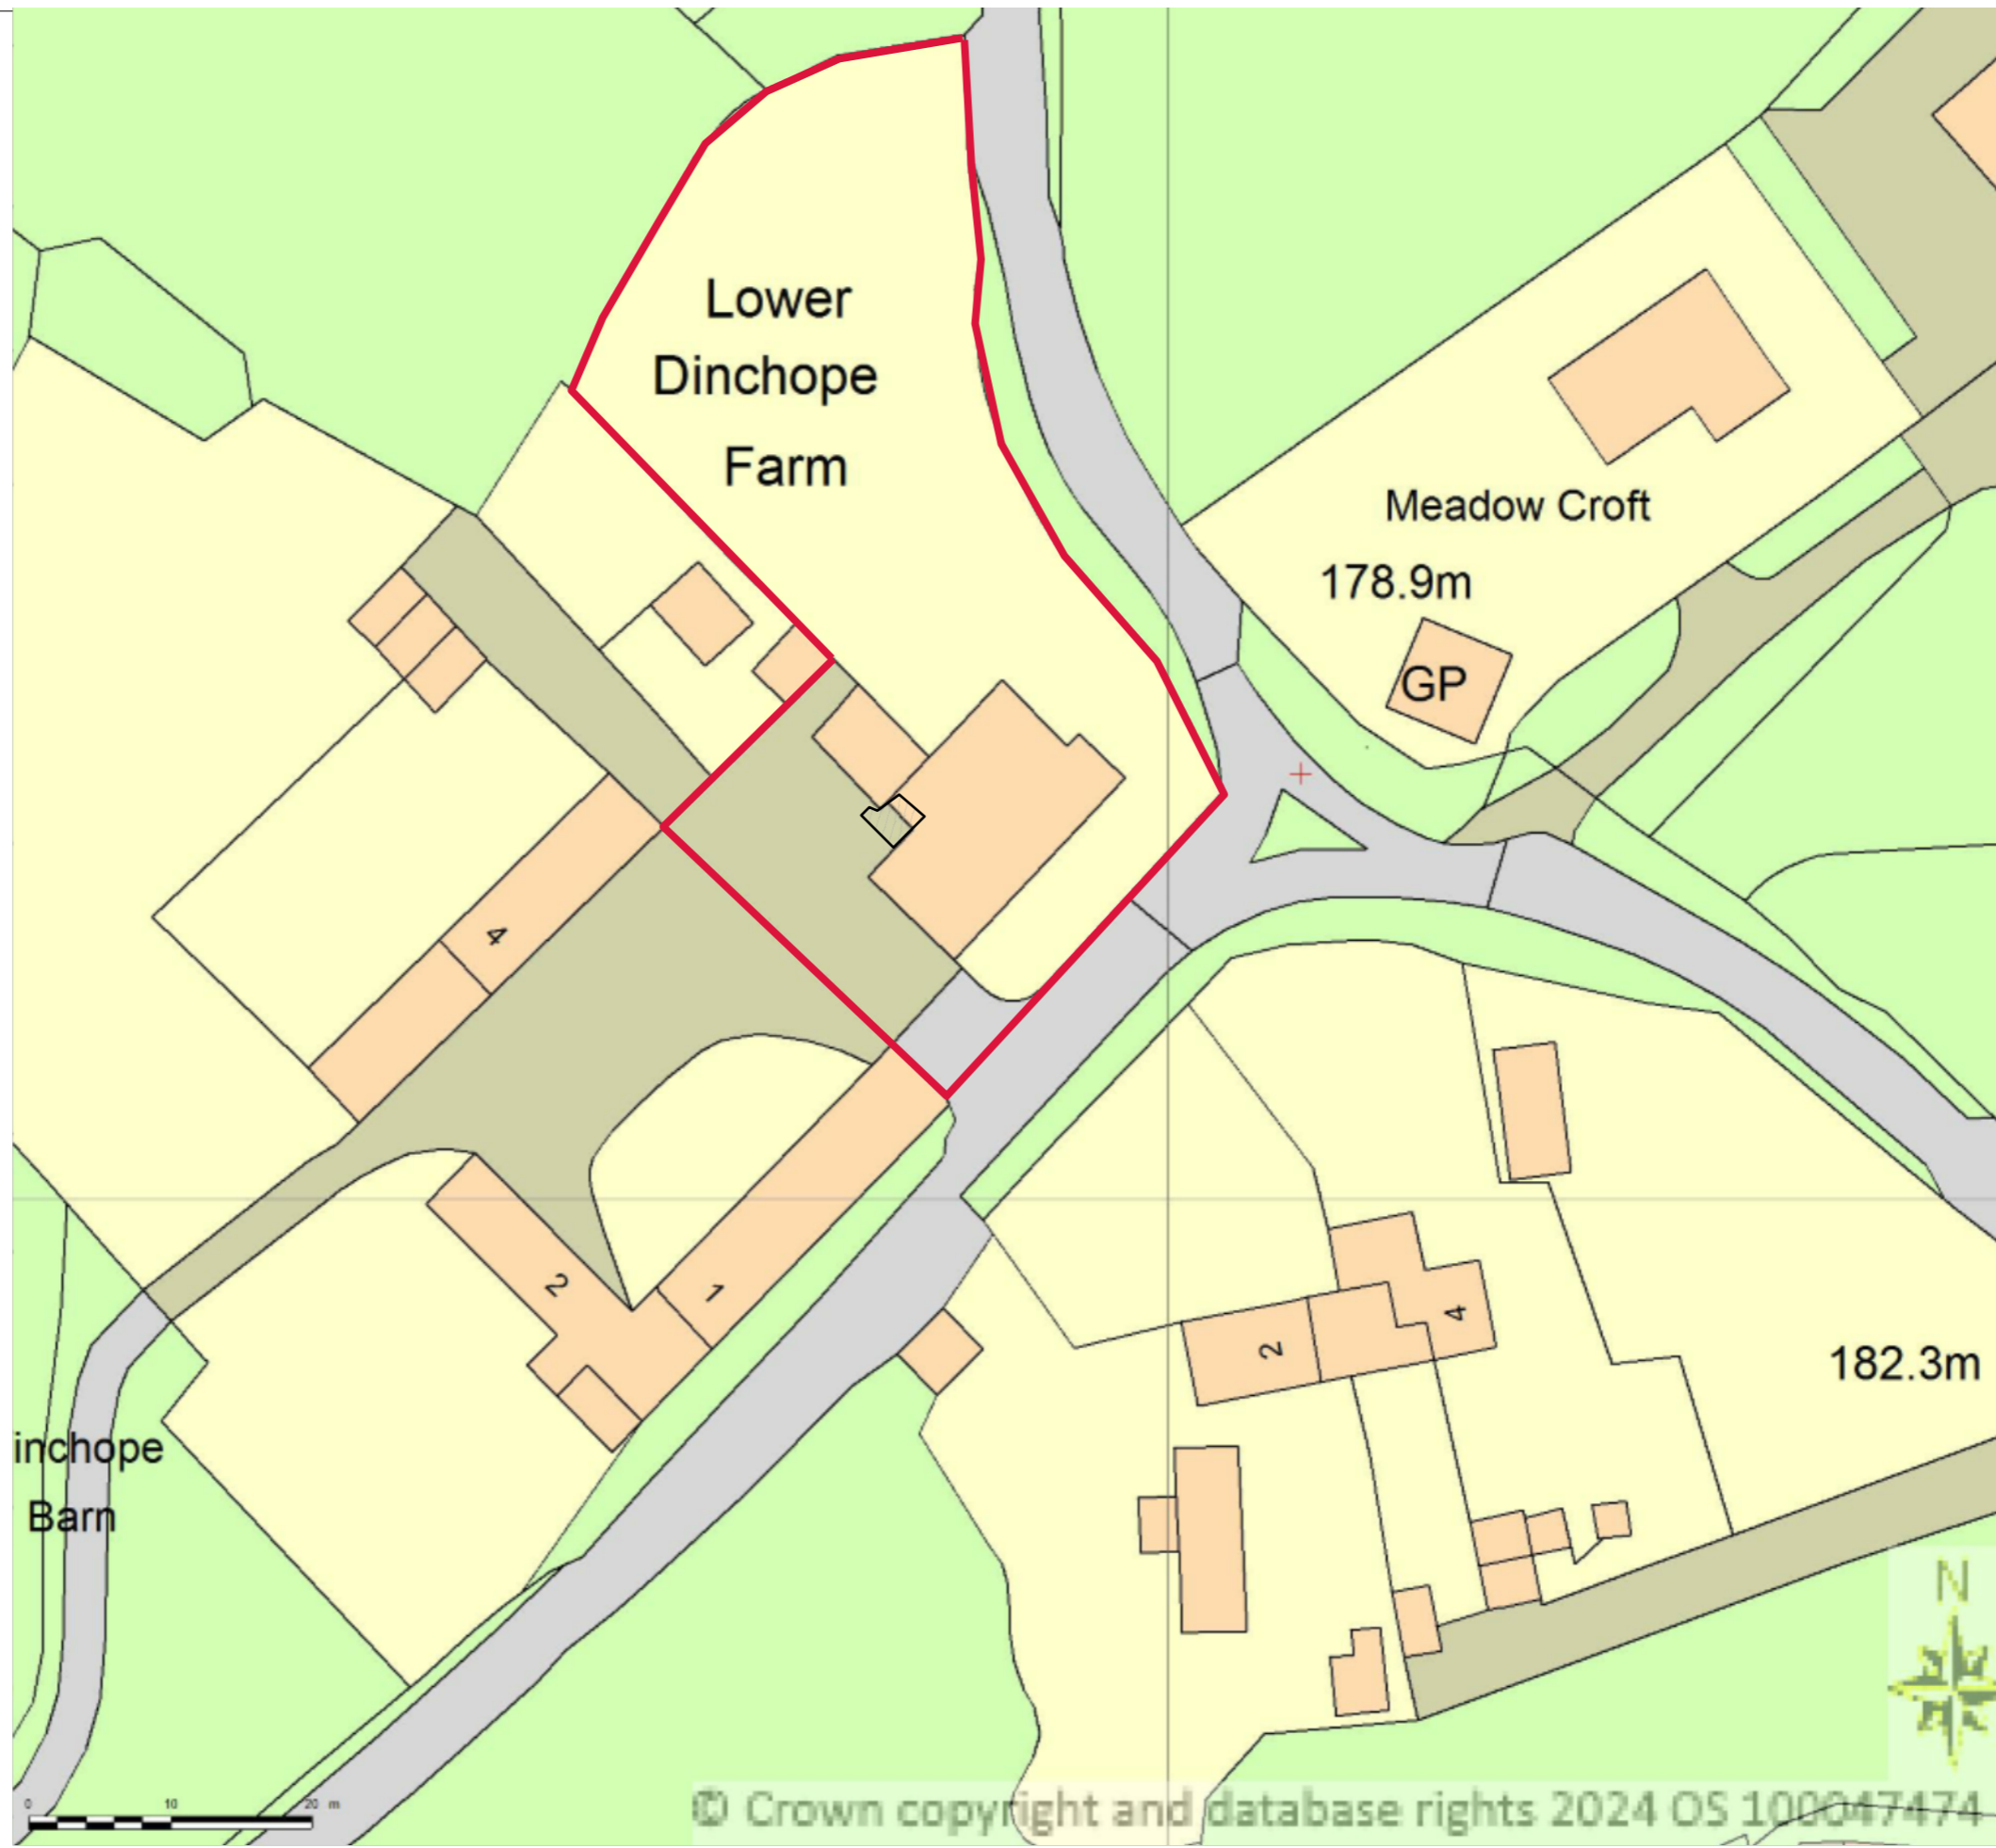 Lower
Dinchope
Farm
Meadow Croft
178.9m
GP
4
2
1
2
4
182.3m
inchope
Barn
N
0 10 20 m
© Crown copyright and database rights 2024 OS 100047474